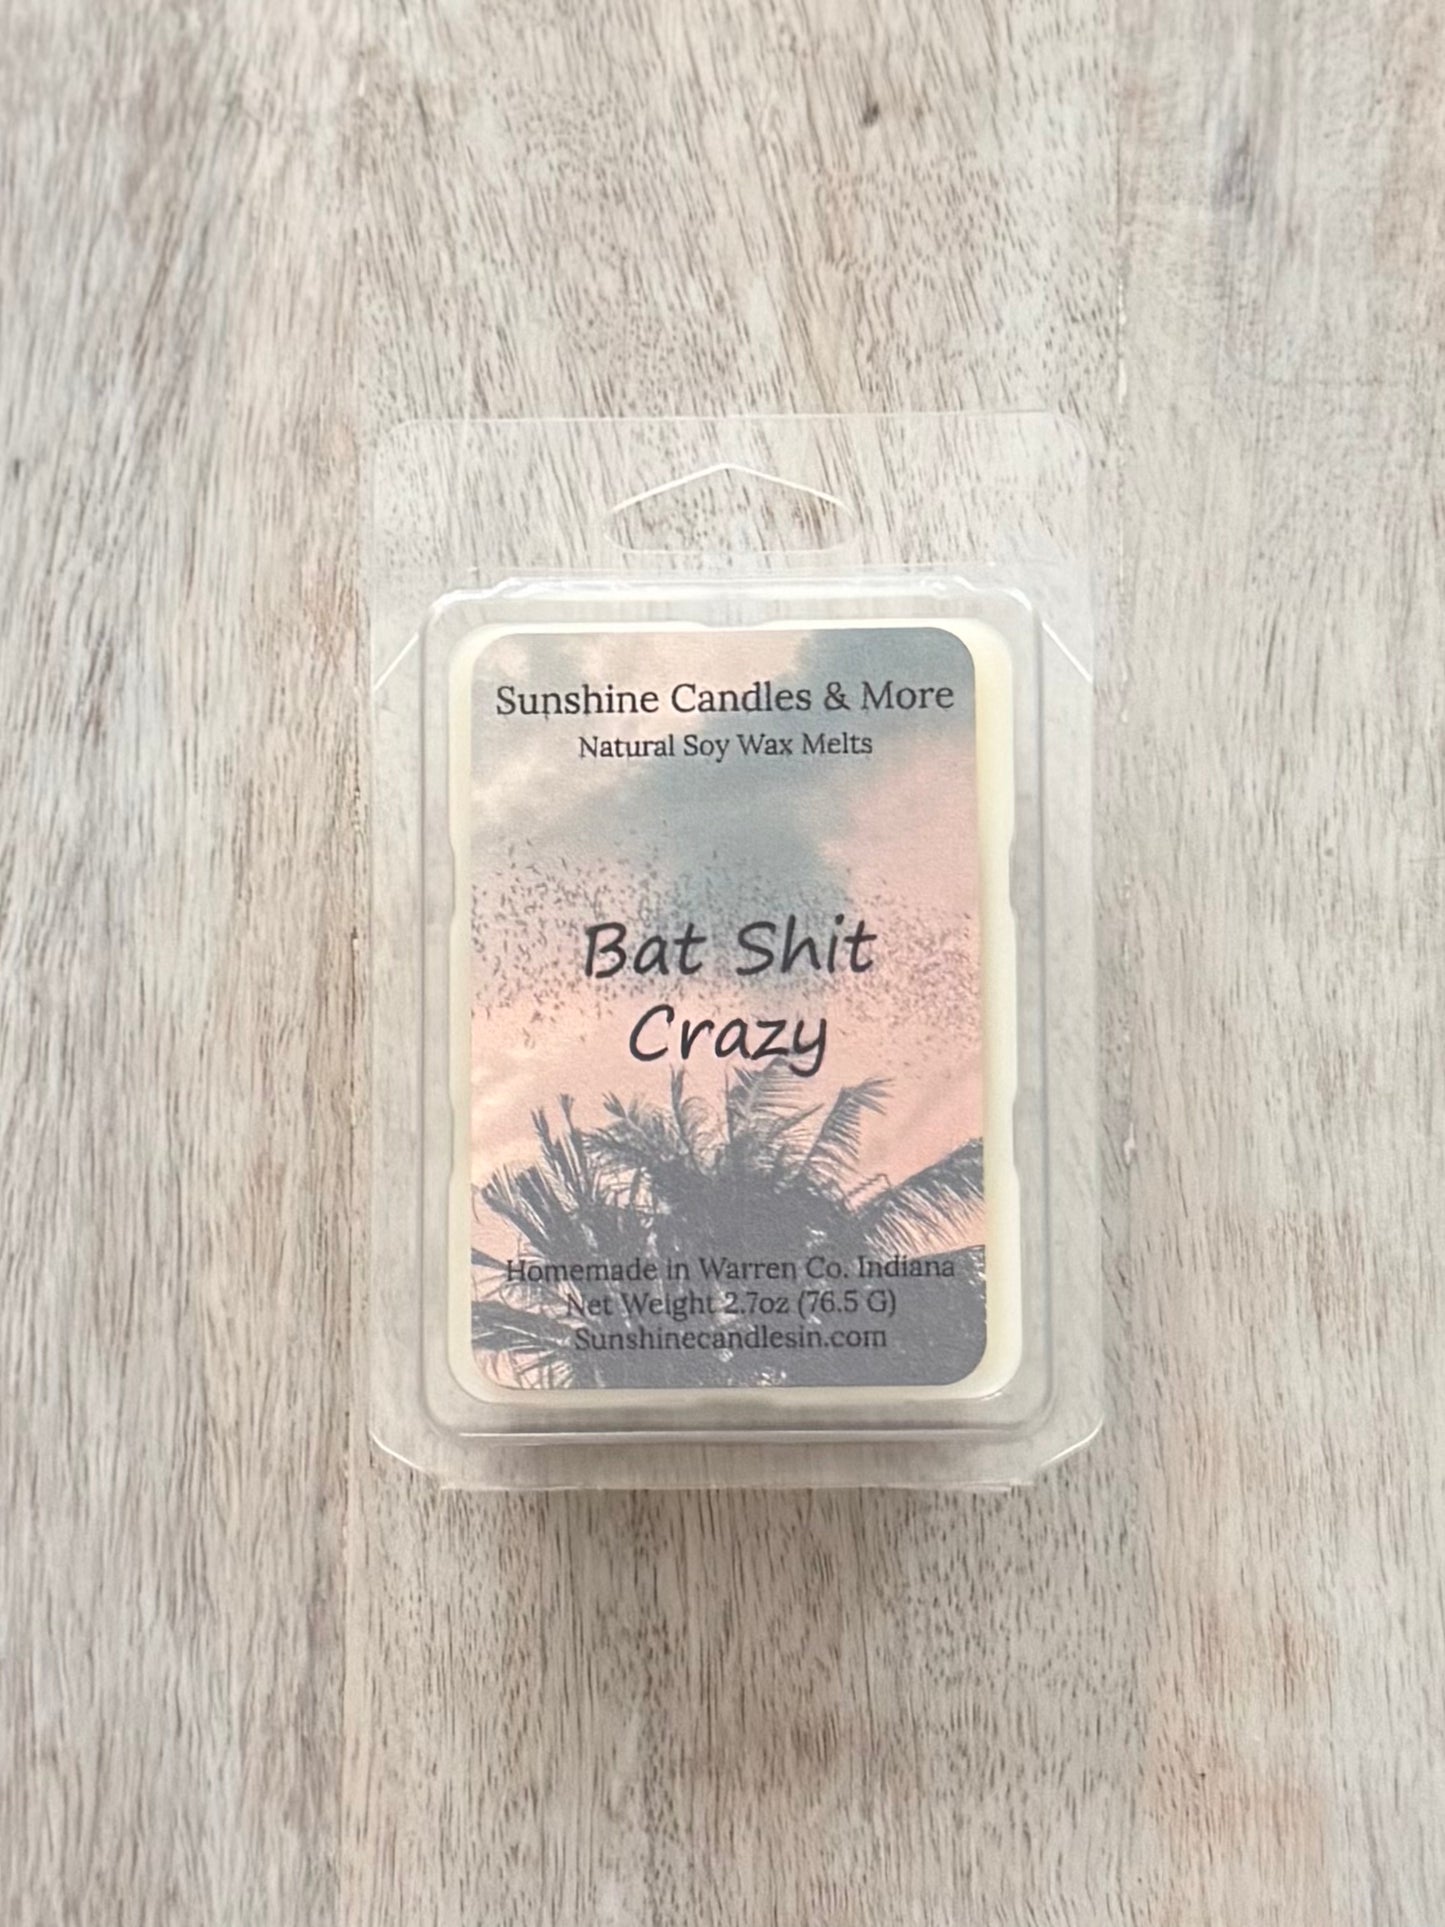 Sunshine Candles & More
Natural Soy Wax Melts
Bat Shit
Crazy
Homemade in Warren Co. Indiana
Net Weight 2.7oz (76.5 G)
Sunshinecandlesin.com